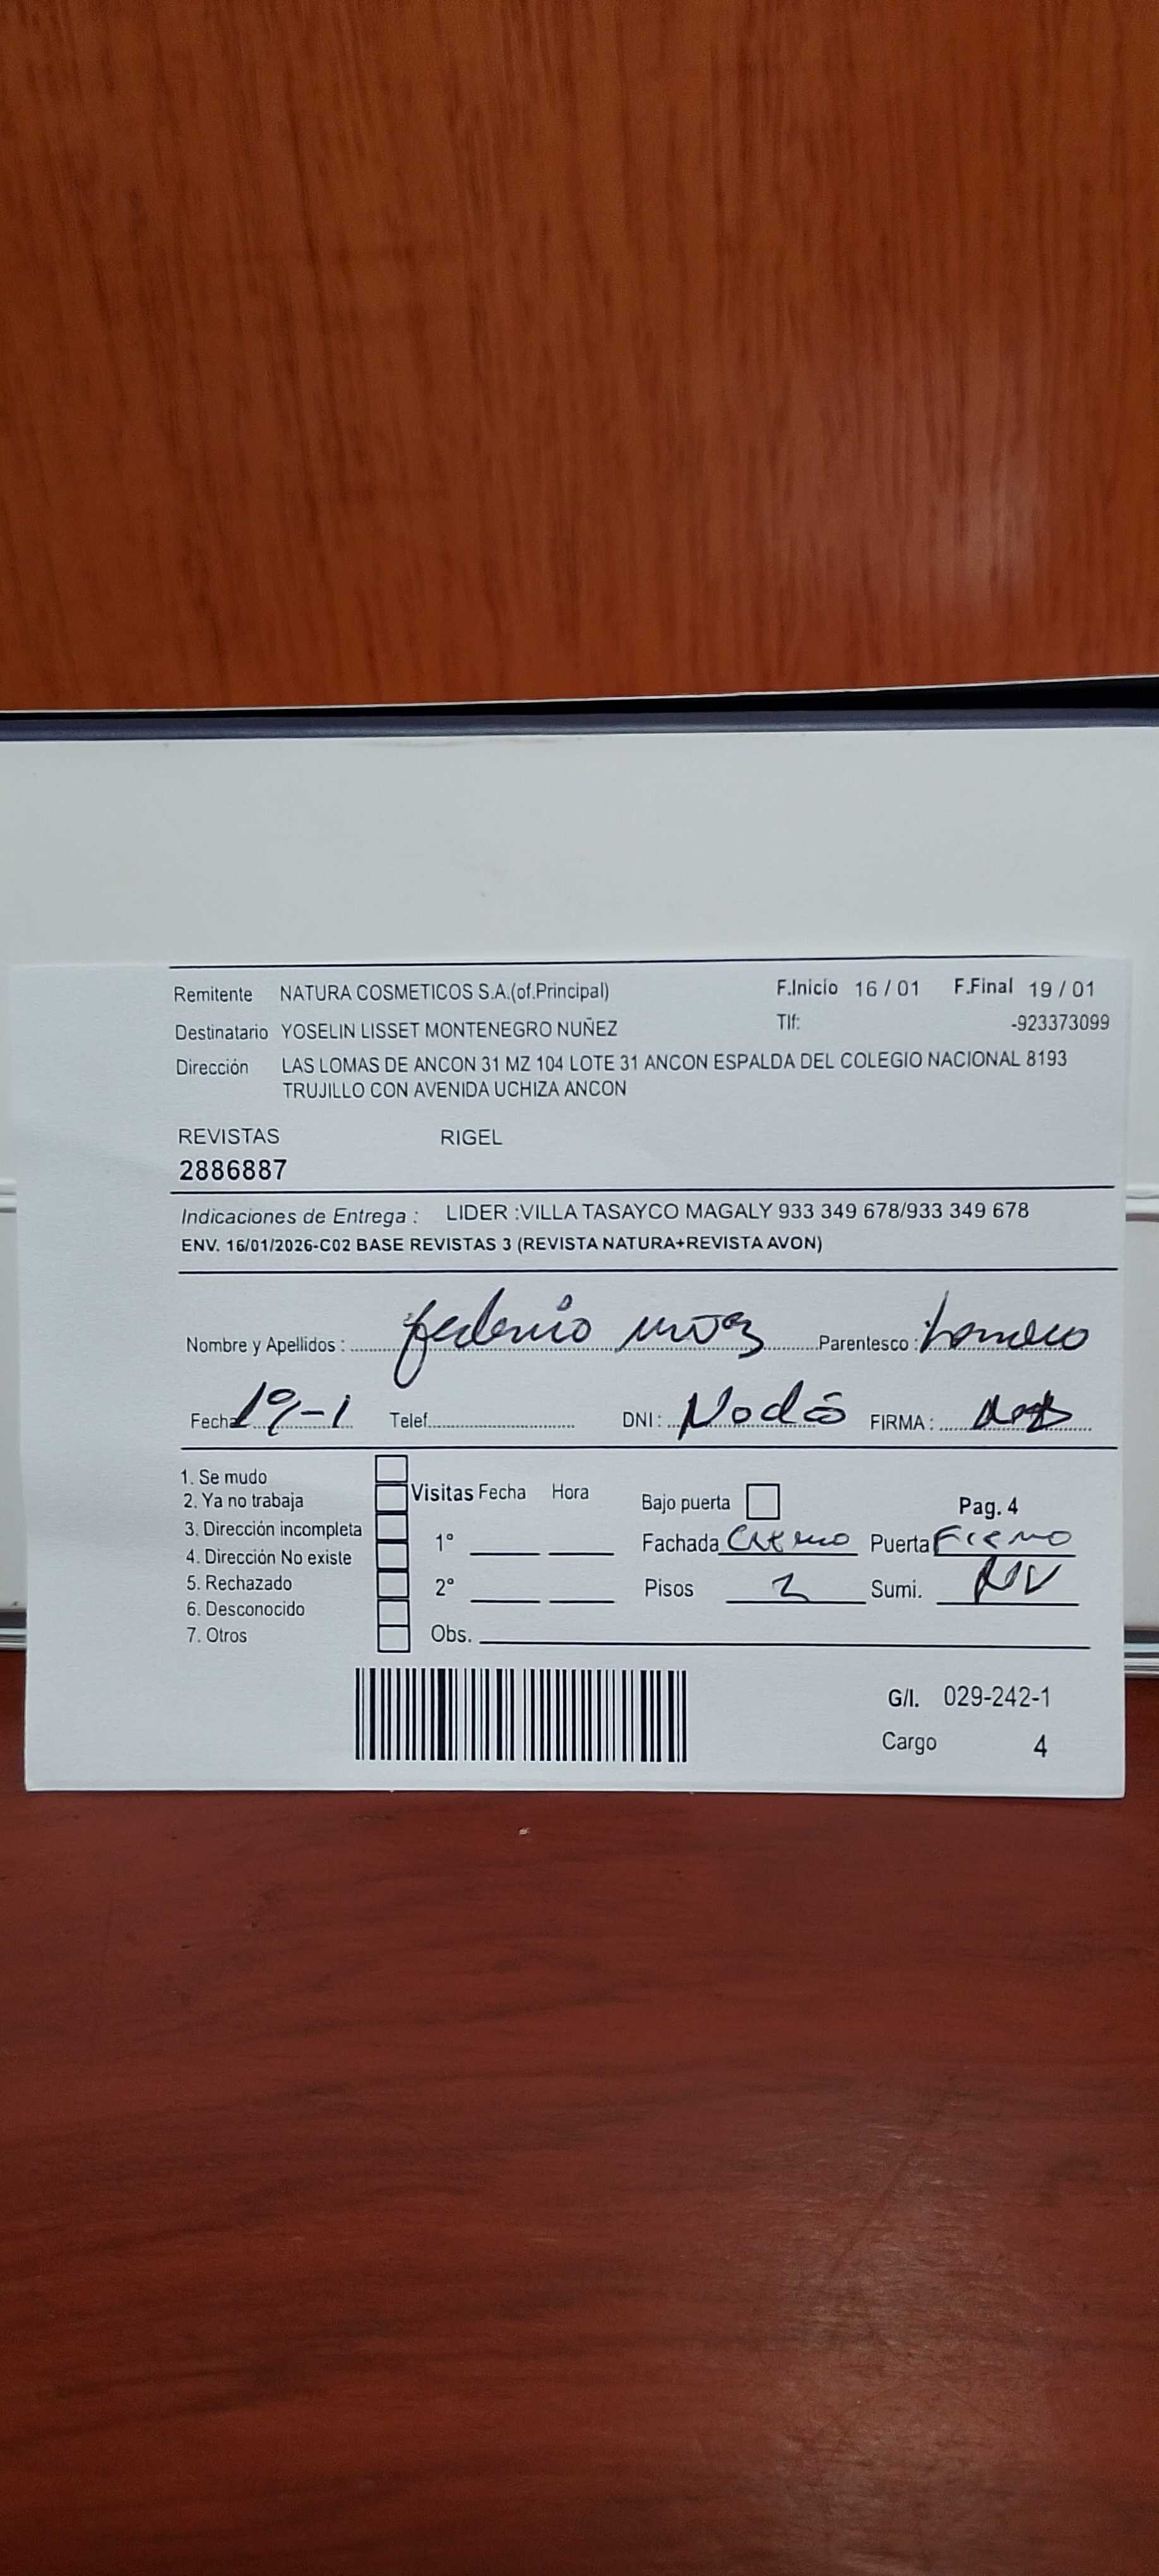 Remitente NATURA COSMETICOS S.A.(of.Principal) F.Inicio 16 / 01 F.Final 19 / 01
Destinatario YOSELIN LISSET MONTENEGRO NUÑEZ Tlf: -923373099
Dirección LAS LOMAS DE ANCON 31 MZ 104 LOTE 31 ANCON ESPALDA DEL COLEGIO NACIONAL 8193
TRUJILLO CON AVENIDA UCHIZA ANCON
REVISTAS RIGEL
2886887
Indicaciones de Entrega : LIDER :VILLA TASAYCO MAGALY 933 349 678/933 349 678
ENV. 16/01/2026-C02 BASE REVISTAS 3 (REVISTA NATURA+REVISTA AVON)
Nombre y Apellidos : federico Parentesco :
Fecha 19-1 Telef. DNI : No dio FIRMA :
1. Se mudo
2. Ya no trabaja Visitas Fecha Hora Bajo puerta Pag. 4
3. Dirección incompleta 1° Fachada Puerta Fierro
4. Dirección No existe
5. Rechazado 2° Pisos 2 Sumi. NV
6. Desconocido
7. Otros Obs.
G/I. 029-242-1
Cargo 4